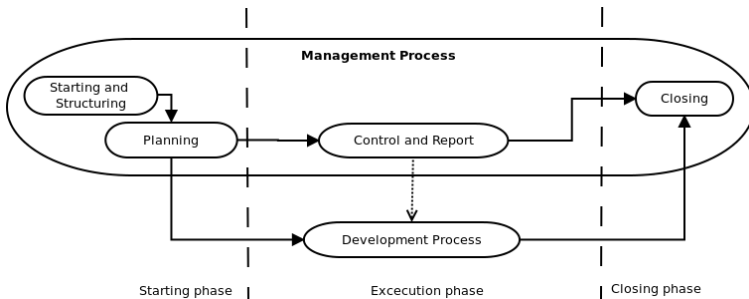 Management Process
Starting and
Structuring
Closing
Planning
Control and Report
Development Process
Starting phase
Excecution phase
Closing phase